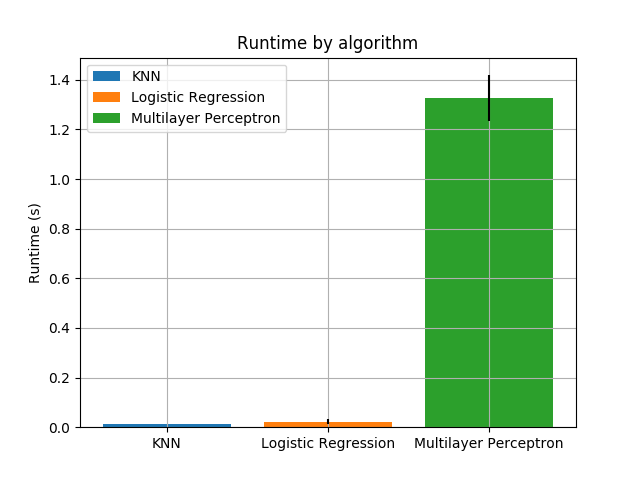 Runtime by algorithm
KNN
Logistic Regression
Multilayer Perceptron
Runtime (s)
1.4
1.2
1.0
0.8
0.6
0.4
0.2
0.0
KNN Logistic Regression Multilayer Perceptron